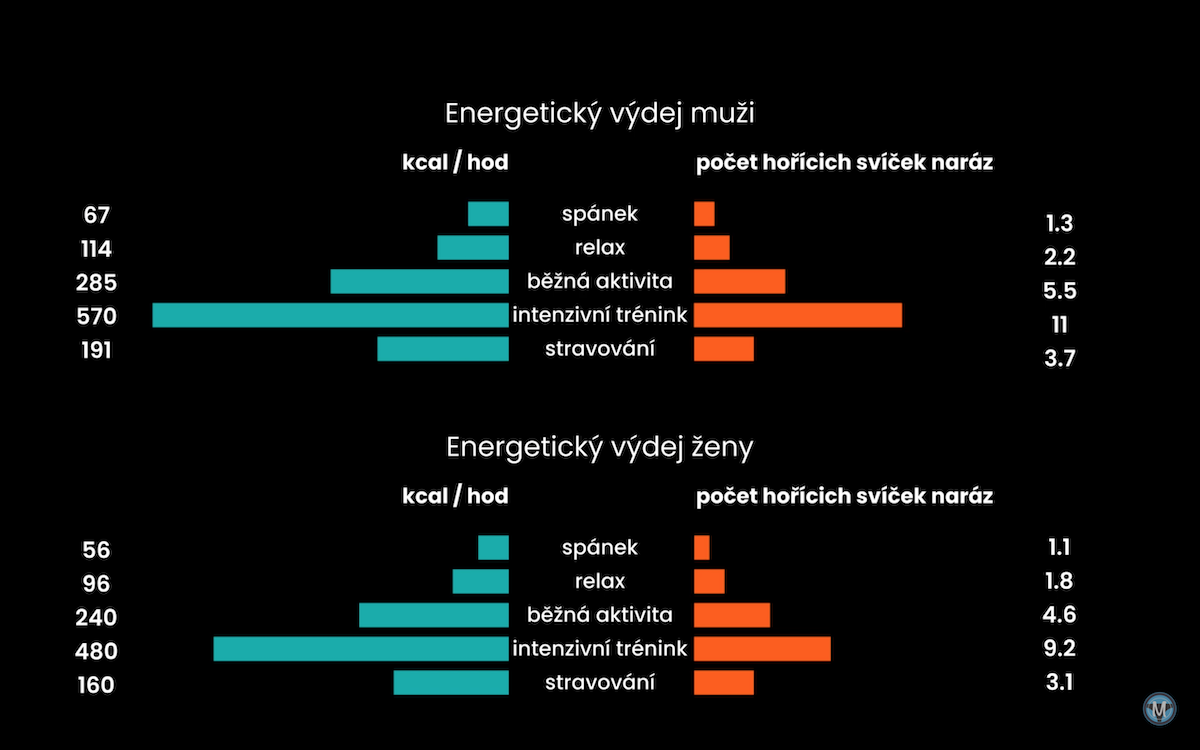 Energetický výdej muži
kcal / hod počet hořících svíček naráz
67 spánek 1.3
114 relax 2.2
285 běžná aktivita 5.5
570 intenzivní trénink 11
191 stravování 3.7
Energetický výdej ženy
kcal / hod počet hořících svíček naráz
56 spánek 1.1
96 relax 1.8
240 běžná aktivita 4.6
480 intenzivní trénink 9.2
160 stravování 3.1
M